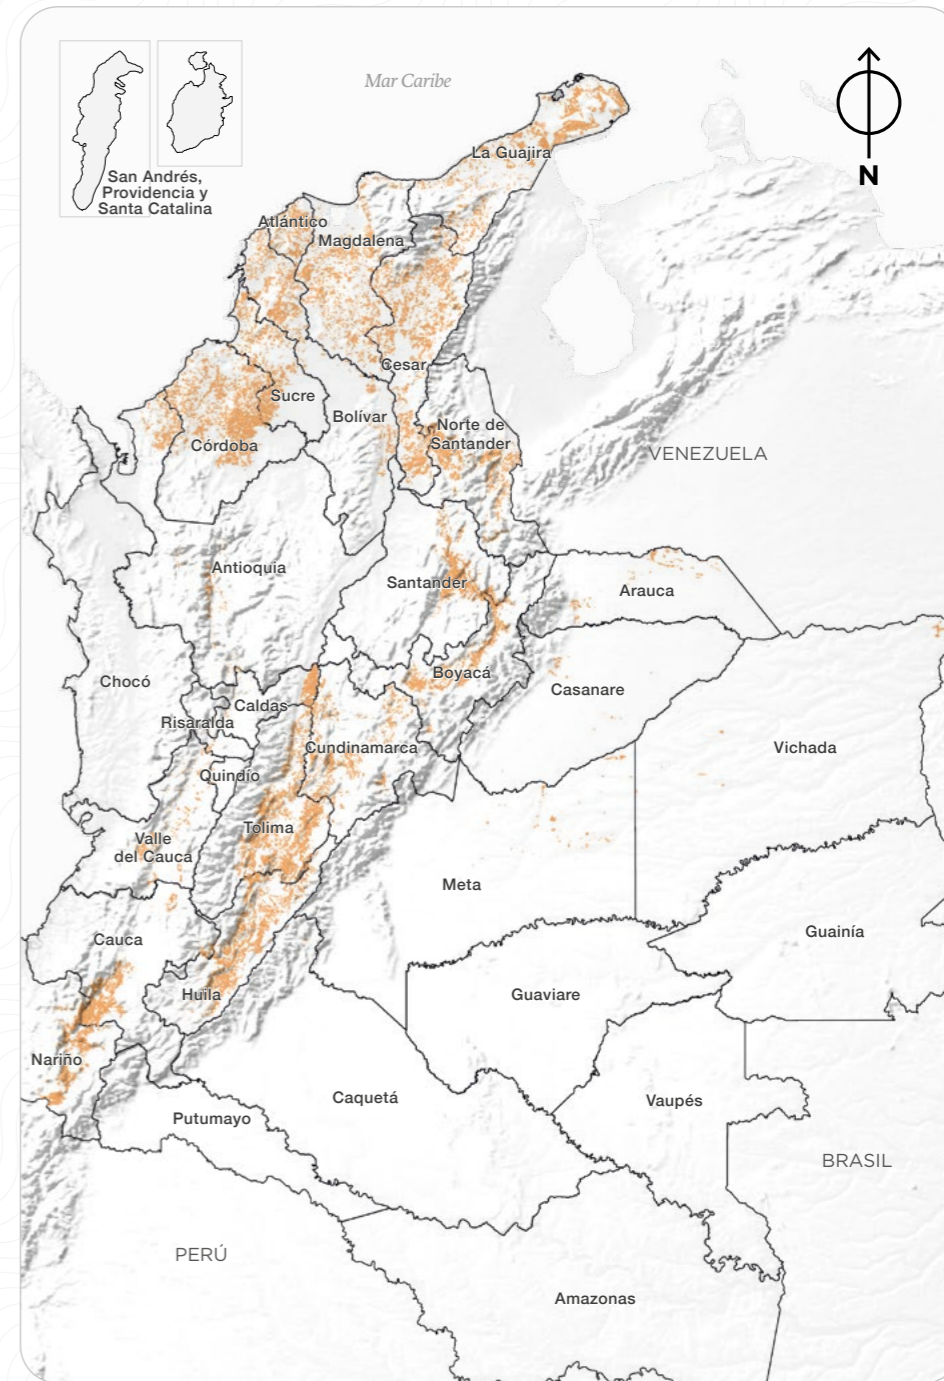 Mar Caribe
N
La Guajira
San Andrés,
Providencia y
Santa Catalina
Atlántico
Magdalena
Cesar
Sucre
Bolívar
Norte de
Santander
Córdoba
VENEZUELA
Antioquia
Santander
Arauca
Chocó
Boyacá
Casanare
Caldas
Risaralda
Cundinamarca
Vichada
Quindío
Tolima
Valle
del Cauca
Meta
Cauca
Guainía
Huila
Guaviare
Nariño
Caquetá
Vaupés
Putumayo
BRASIL
PERÚ
Amazonas